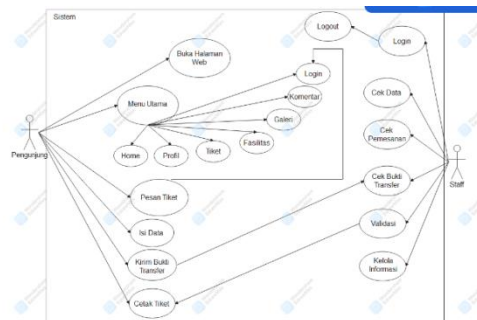 Sistem
Logout
Login
Buka Halaman
Web
Login
Menu Utama
Komentar
Cek Data
Galeri
Pengunjung
Home
Profil
Tiket
Fasilitas
Cek
Pemesanan
Staff
Pesan Tiket
Cek Bukti
Transfer
Isi Data
Validasi
Kirim Bukti
Transfer
Kelola
Informasi
Cetak Tiket